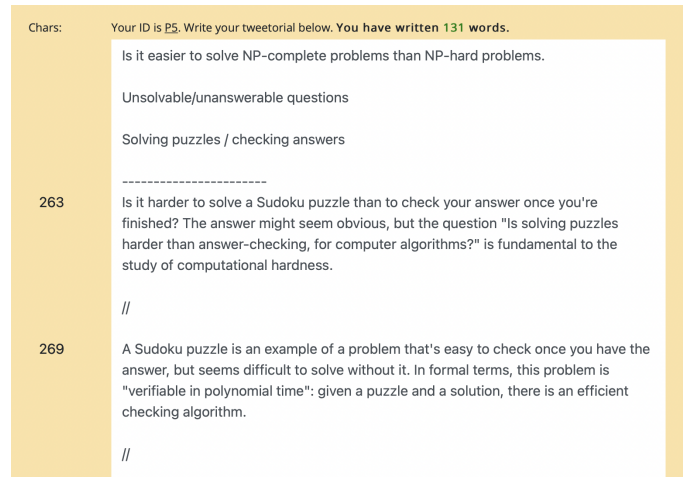 Chars: Your ID is P5. Write your tweetorial below. You have written 131 words.
Is it easier to solve NP-complete problems than NP-hard problems.
Unsolvable/unanswerable questions
Solving puzzles / checking answers
-----------------------
263 Is it harder to solve a Sudoku puzzle than to check your answer once you're
finished? The answer might seem obvious, but the question "Is solving puzzles
harder than answer-checking, for computer algorithms?" is fundamental to the
study of computational hardness.
//
269 A Sudoku puzzle is an example of a problem that's easy to check once you have the
answer, but seems difficult to solve without it. In formal terms, this problem is
"verifiable in polynomial time": given a puzzle and a solution, there is an efficient
checking algorithm.
//